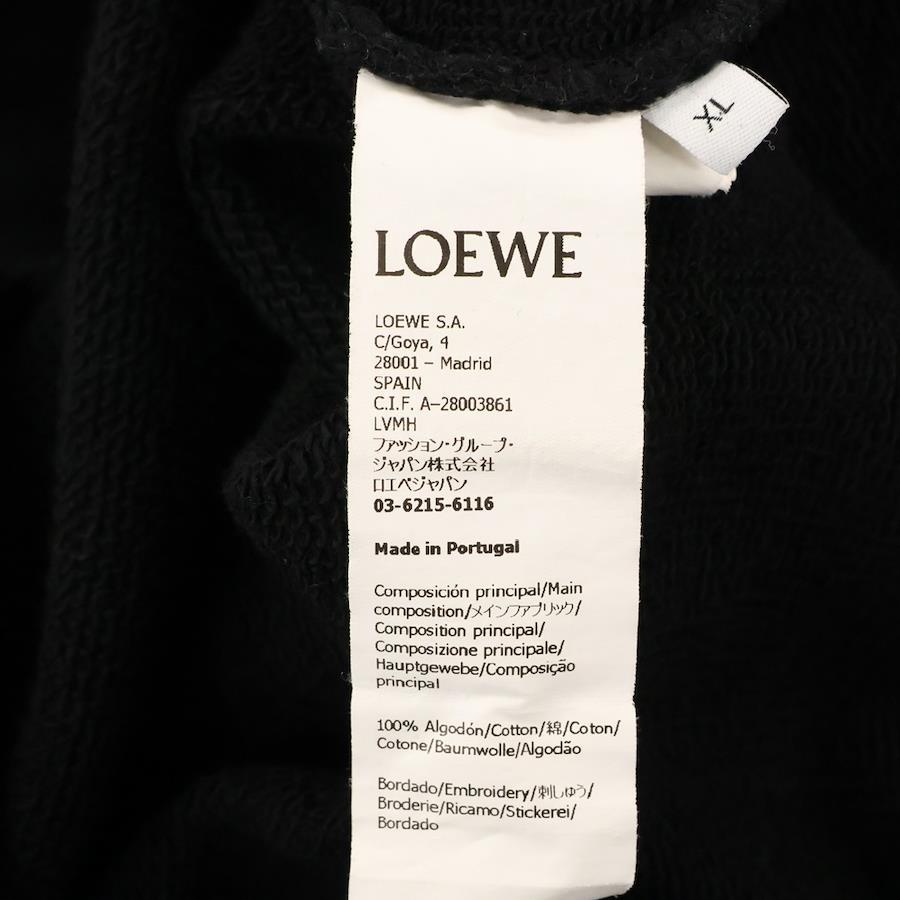 XL
LOEWE
LOEWE S.A.
C/Goya, 4
28001 – Madrid
SPAIN
C.I.F. A–28003861
LVMH
ファッション・グループ・
ジャパン株式会社
ロエベジャパン
03-6215-6116
Made in Portugal
Composición principal/Main
composition/メインファブリック/
Composition principal/
Composizione principale/
Hauptgewebe/Composição
principal
100% Algodón/Cotton/綿/Coton/
Cotone/Baumwolle/Algodão
Bordado/Embroidery/刺しゅう/
Broderie/Ricamo/Stickerei/
Bordado